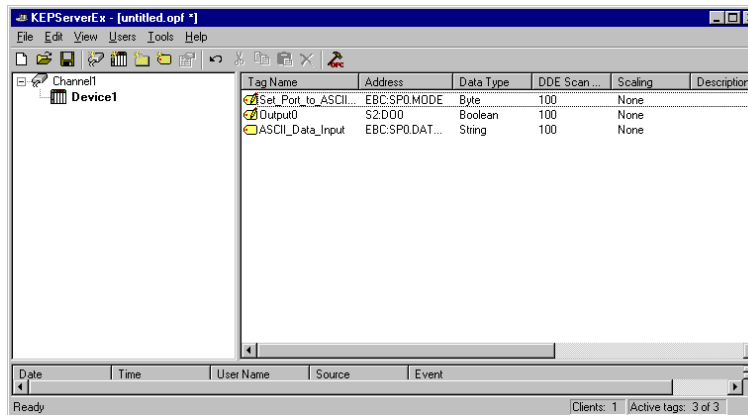 KEPServerEx - [untitled.opf *]
File Edit View Users Tools Help
Channel1
Device1
Tag Name Address Data Type DDE Scan ... Scaling Description
Set_Port_to_ASCII... EBC:SP0.MODE Byte 100 None
Output0 S2:DO0 Boolean 100 None
ASCII_Data_Input EBC:SP0.DAT... String 100 None
Date Time User Name Source Event
Ready Clients: 1 Active tags: 3 of 3